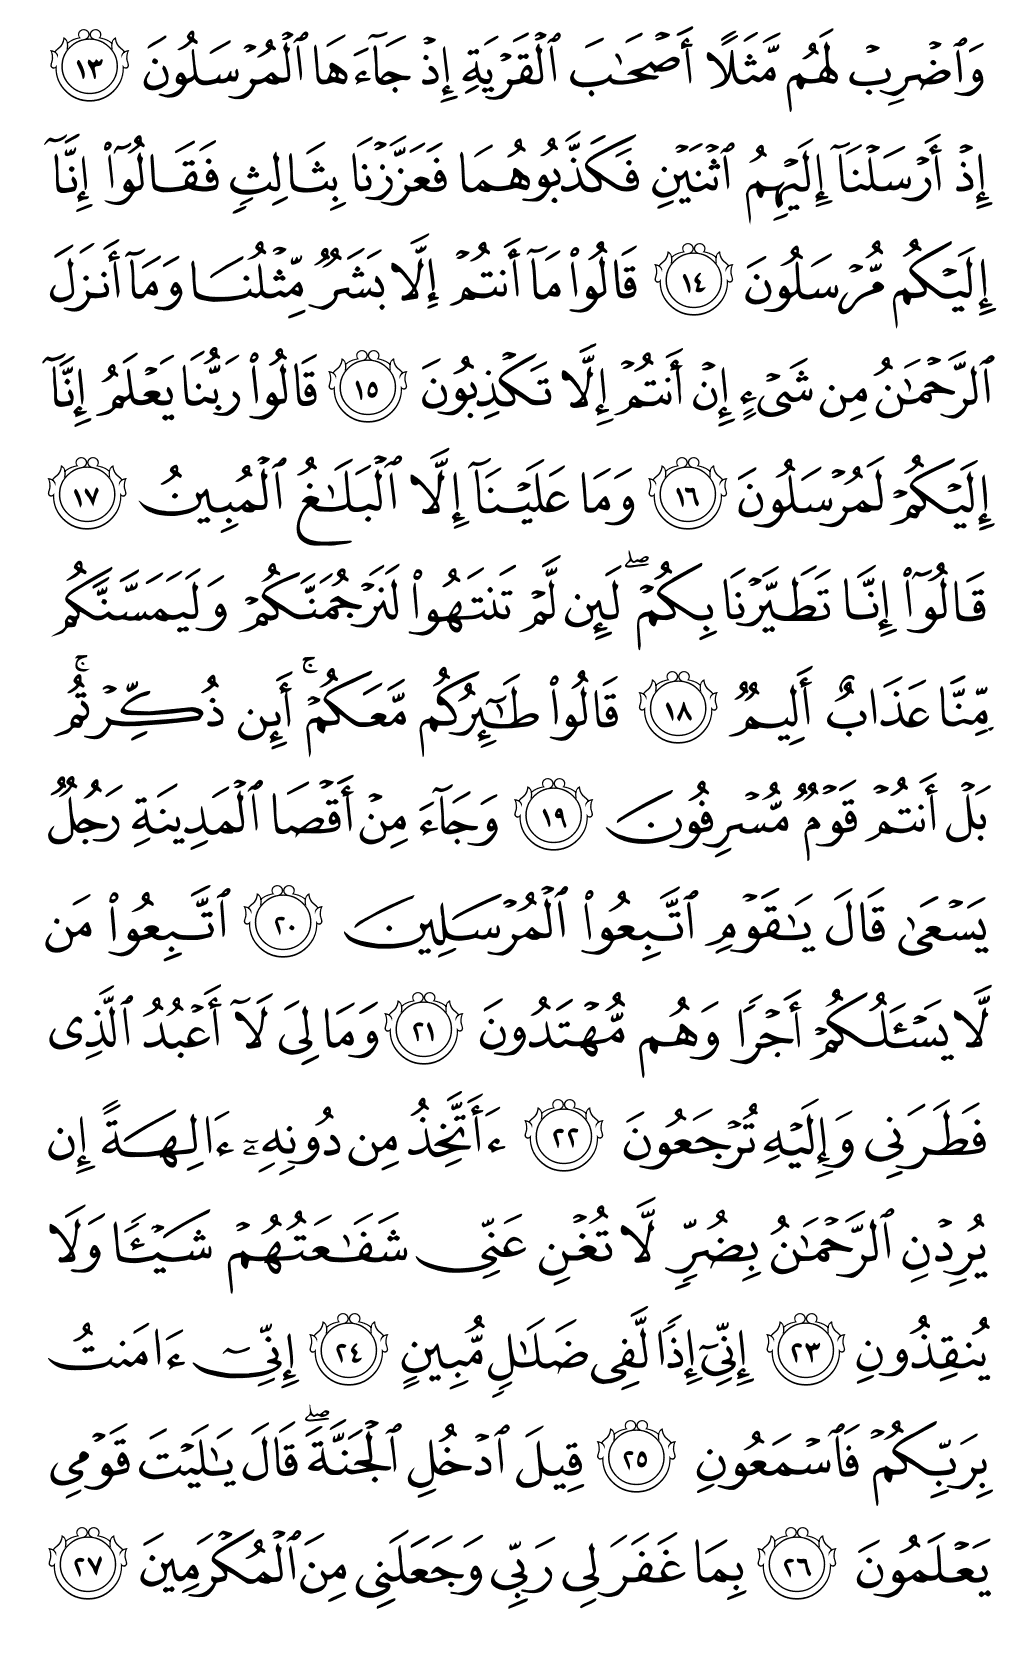 وَٱضۡرِبۡ لَهُم مَّثَلًا أَصۡحَٰبَ ٱلۡقَرۡيَةِ إِذۡ جَآءَهَا ٱلۡمُرۡسَلُونَ ١٣
إِذۡ أَرۡسَلۡنَآ إِلَيۡهِمُ ٱثۡنَيۡنِ فَكَذَّبُوهُمَا فَعَزَّزۡنَا بِثَالِثٖ فَقَالُوٓاْ إِنَّآ
إِلَيۡكُم مُّرۡسَلُونَ ١٤ قَالُواْ مَآ أَنتُمۡ إِلَّا بَشَرٞ مِّثۡلُنَا وَمَآ أَنزَلَ
ٱلرَّحۡمَٰنُ مِن شَيۡءٍ إِنۡ أَنتُمۡ إِلَّا تَكۡذِبُونَ ١٥ قَالُواْ رَبُّنَا يَعۡلَمُ إِنَّآ
إِلَيۡكُمۡ لَمُرۡسَلُونَ ١٦ وَمَا عَلَيۡنَآ إِلَّا ٱلۡبَلَٰغُ ٱلۡمُبِينُ ١٧
قَالُوٓاْ إِنَّا تَطَيَّرۡنَا بِكُمۡۖ لَئِن لَّمۡ تَنتَهُواْ لَنَرۡجُمَنَّكُمۡ وَلَيَمَسَّنَّكُم
مِّنَّا عَذَابٌ أَلِيمٞ ١٨ قَالُواْ طَٰٓئِرُكُم مَّعَكُمۡ أَئِن ذُكِّرۡتُمۚ
بَلۡ أَنتُمۡ قَوۡمٞ مُّسۡرِفُونَ ١٩ وَجَآءَ مِنۡ أَقۡصَا ٱلۡمَدِينَةِ رَجُلٞ
يَسۡعَىٰ قَالَ يَٰقَوۡمِ ٱتَّبِعُواْ ٱلۡمُرۡسَلِينَ ٢٠ ٱتَّبِعُواْ مَن
لَّا يَسۡـَٔلُكُمۡ أَجۡرٗا وَهُم مُّهۡتَدُونَ ٢١ وَمَا لِيَ لَآ أَعۡبُدُ ٱلَّذِي
فَطَرَنِي وَإِلَيۡهِ تُرۡجَعُونَ ٢٢ ءَأَتَّخِذُ مِن دُونِهِۦٓ ءَالِهَةً إِن
يُرِدۡنِ ٱلرَّحۡمَٰنُ بِضُرّٖ لَّا تُغۡنِ عَنِّي شَفَٰعَتُهُمۡ شَيۡـٔٗا وَلَا
يُنقِذُونِ ٢٣ إِنِّيٓ إِذٗا لَّفِي ضَلَٰلٖ مُّبِينٍ ٢٤ إِنِّيٓ ءَامَنتُ
بِرَبِّكُمۡ فَٱسۡمَعُونِ ٢٥ قِيلَ ٱدۡخُلِ ٱلۡجَنَّةَۖ قَالَ يَٰلَيۡتَ قَوۡمِي
يَعۡلَمُونَ ٢٦ بِمَا غَفَرَ لِي رَبِّي وَجَعَلَنِي مِنَ ٱلۡمُكۡرَمِينَ ٢٧